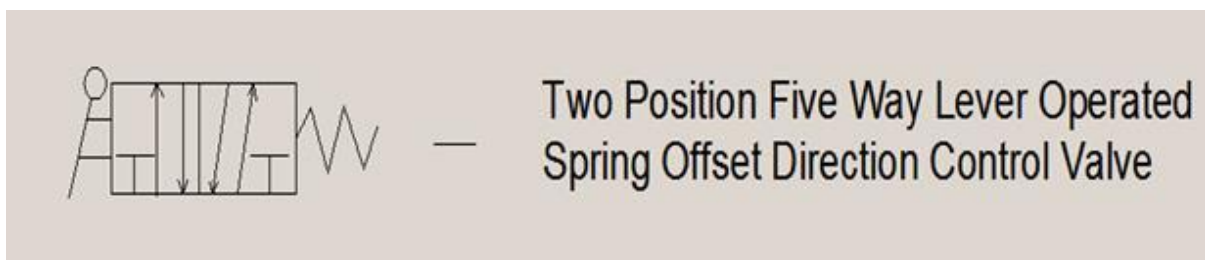 Two Position Five Way Lever Operated
Spring Offset Direction Control Valve